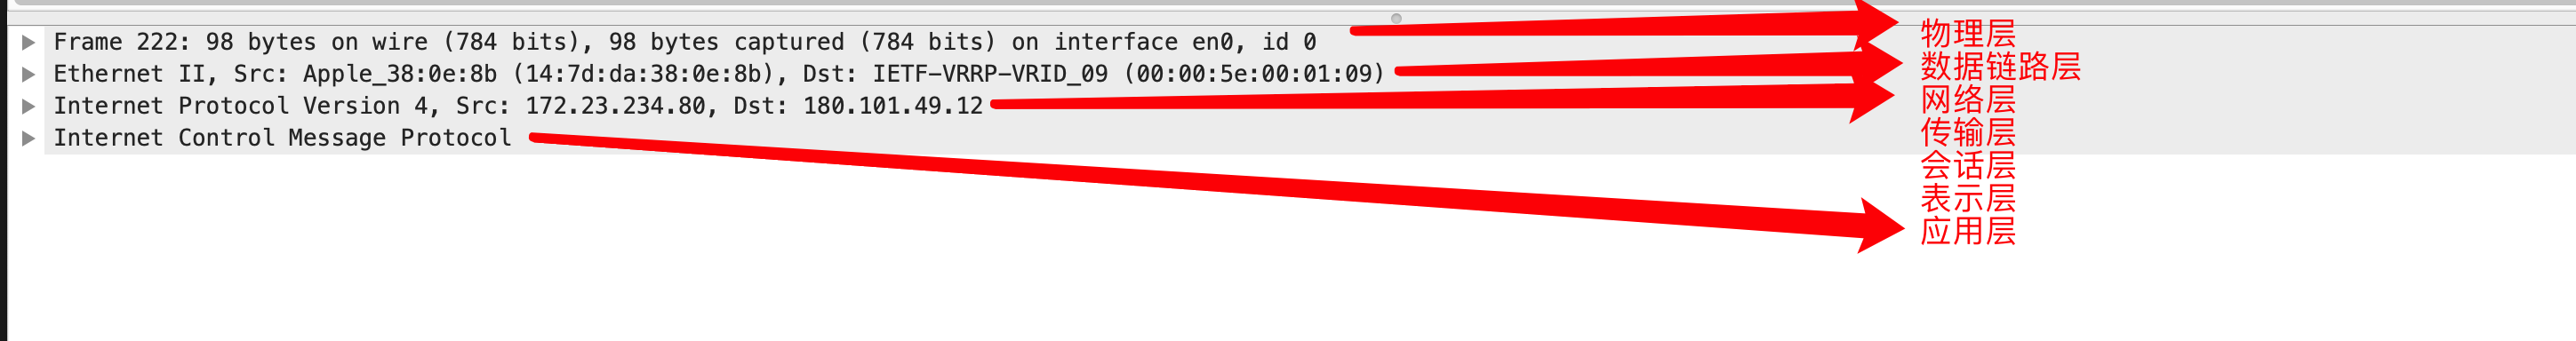 Frame 222: 98 bytes on wire (784 bits), 98 bytes captured (784 bits) on interface en0, id 0
Ethernet II, Src: Apple_38:0e:8b (14:7d:da:38:0e:8b), Dst: IETF-VRRP-VRID_09 (00:00:5e:00:01:09)
Internet Protocol Version 4, Src: 172.23.234.80, Dst: 180.101.49.12
Internet Control Message Protocol
物理层
数据链路层
网络层
传输层
会话层
表示层
应用层